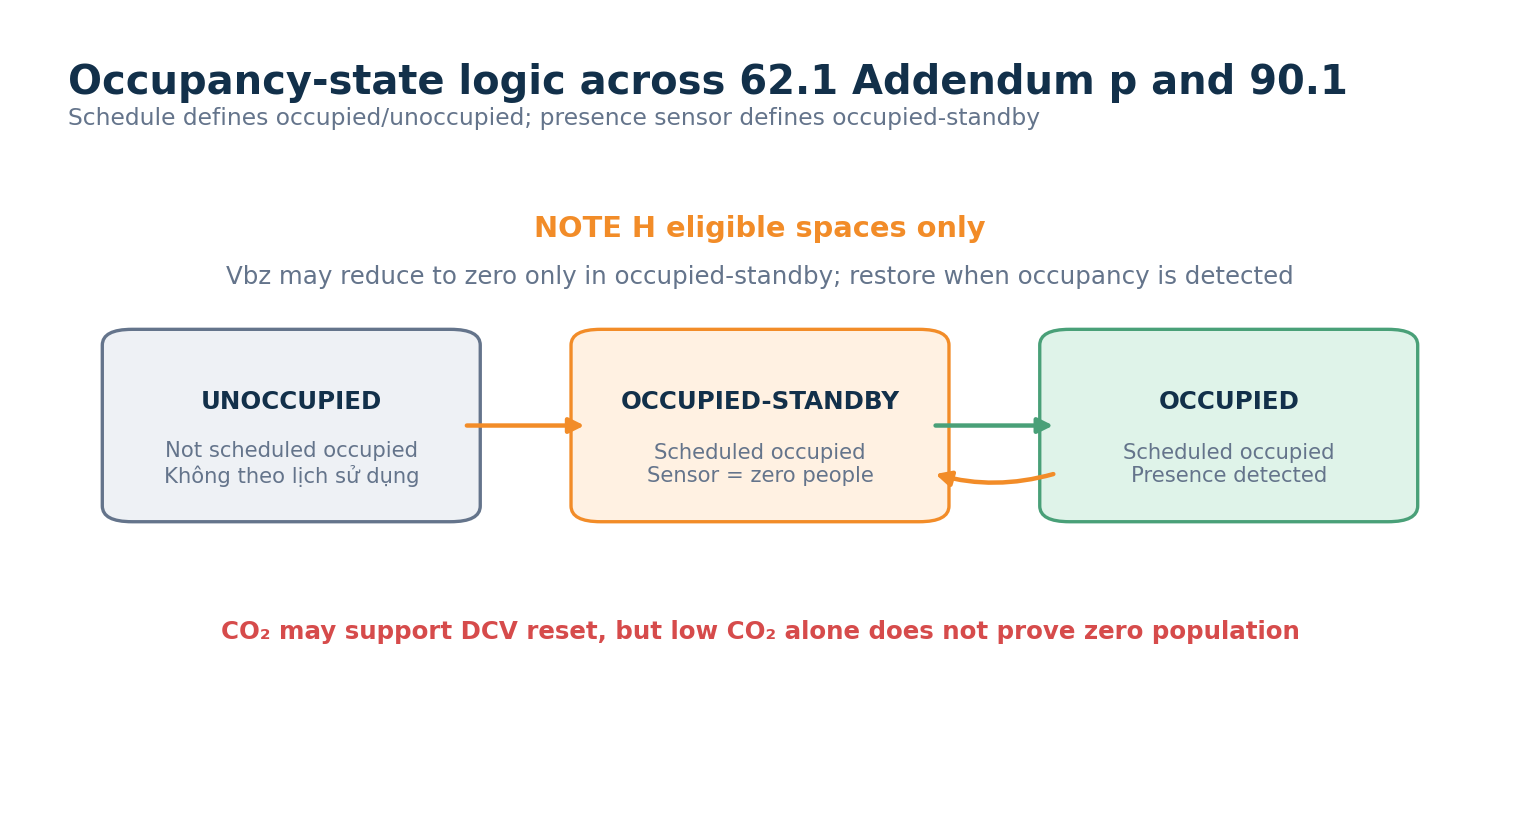 Occupancy-state logic across 62.1 Addendum p and 90.1
Schedule defines occupied/unoccupied; presence sensor defines occupied-standby
NOTE H eligible spaces only
Vbz may reduce to zero only in occupied-standby; restore when occupancy is detected
UNOCCUPIED
Not scheduled occupied
Không theo lịch sử dụng
OCCUPIED-STANDBY
Scheduled occupied
Sensor = zero people
OCCUPIED
Scheduled occupied
Presence detected
CO₂ may support DCV reset, but low CO₂ alone does not prove zero population